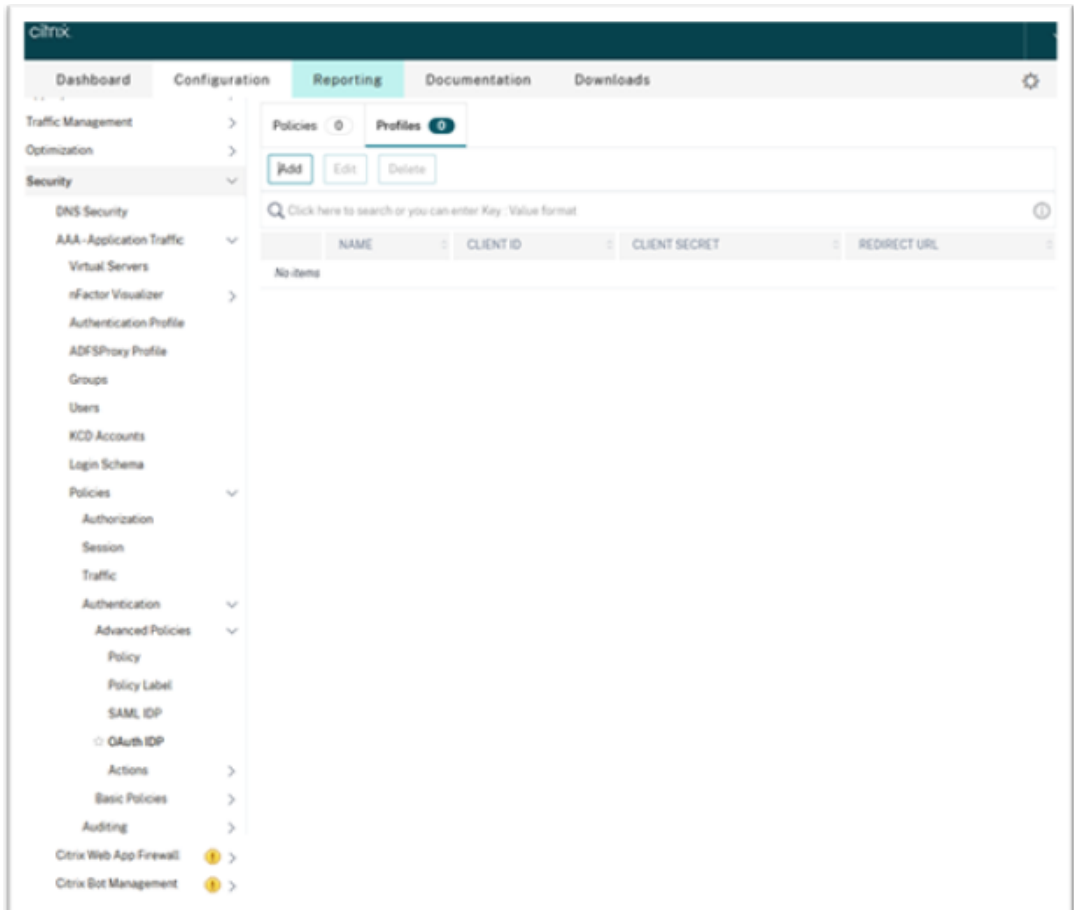 citrix
Dashboard Configuration Reporting Documentation Downloads
Traffic Management
Optimization
Security
DNS Security
AAA - Application Traffic
Virtual Servers
nFactor Visualizer
Authentication Profile
ADFSProxy Profile
Groups
Users
KCD Accounts
Login Schema
Policies
Authorization
Session
Traffic
Authentication
Advanced Policies
Policy
Policy Label
SAML IDP
OAuth IDP
Actions
Basic Policies
Auditing
Citrix Web App Firewall
Citrix Bot Management
Policies 0 Profiles 0
Add Edit Delete
Click here to search or you can enter Key : Value format
NAME CLIENT ID CLIENT SECRET REDIRECT URL
No items